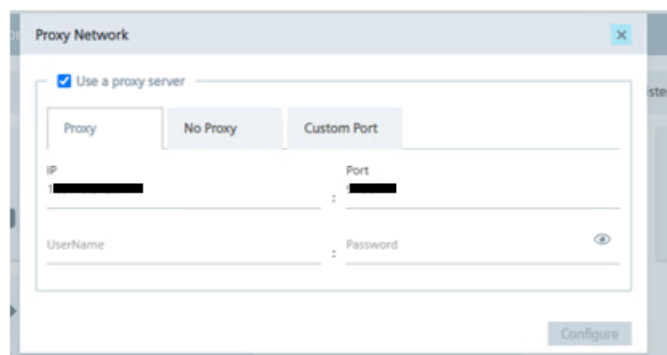 Proxy Network
Use a proxy server
Proxy No Proxy Custom Port
IP Port
: 
UserName : Password
Configure